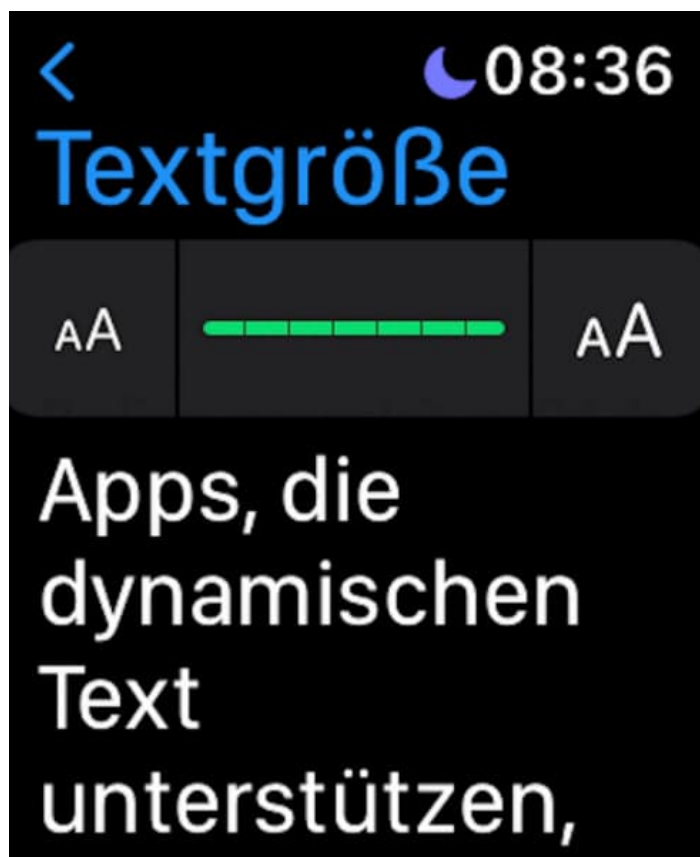 08:36
Textgröße
AA
AA
Apps, die
dynamischen
Text
unterstützen,